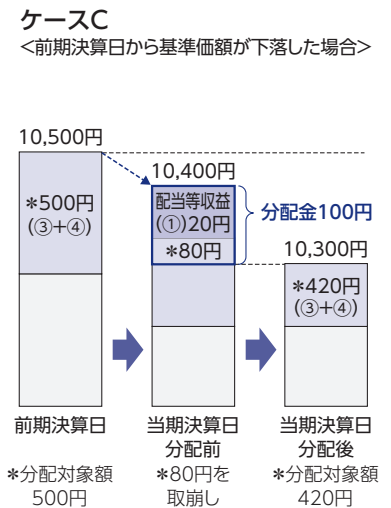 ケースC
<前期決算日から基準価額が下落した場合>
10,500円
*500円
(③+④)
10,400円
配当等収益
(①)20円
*80円
分配金100円
10,300円
*420円
(③+④)
前期決算日
当期決算日
分配前
当期決算日
分配後
*分配対象額
500円
*80円を
取崩し
*分配対象額
420円